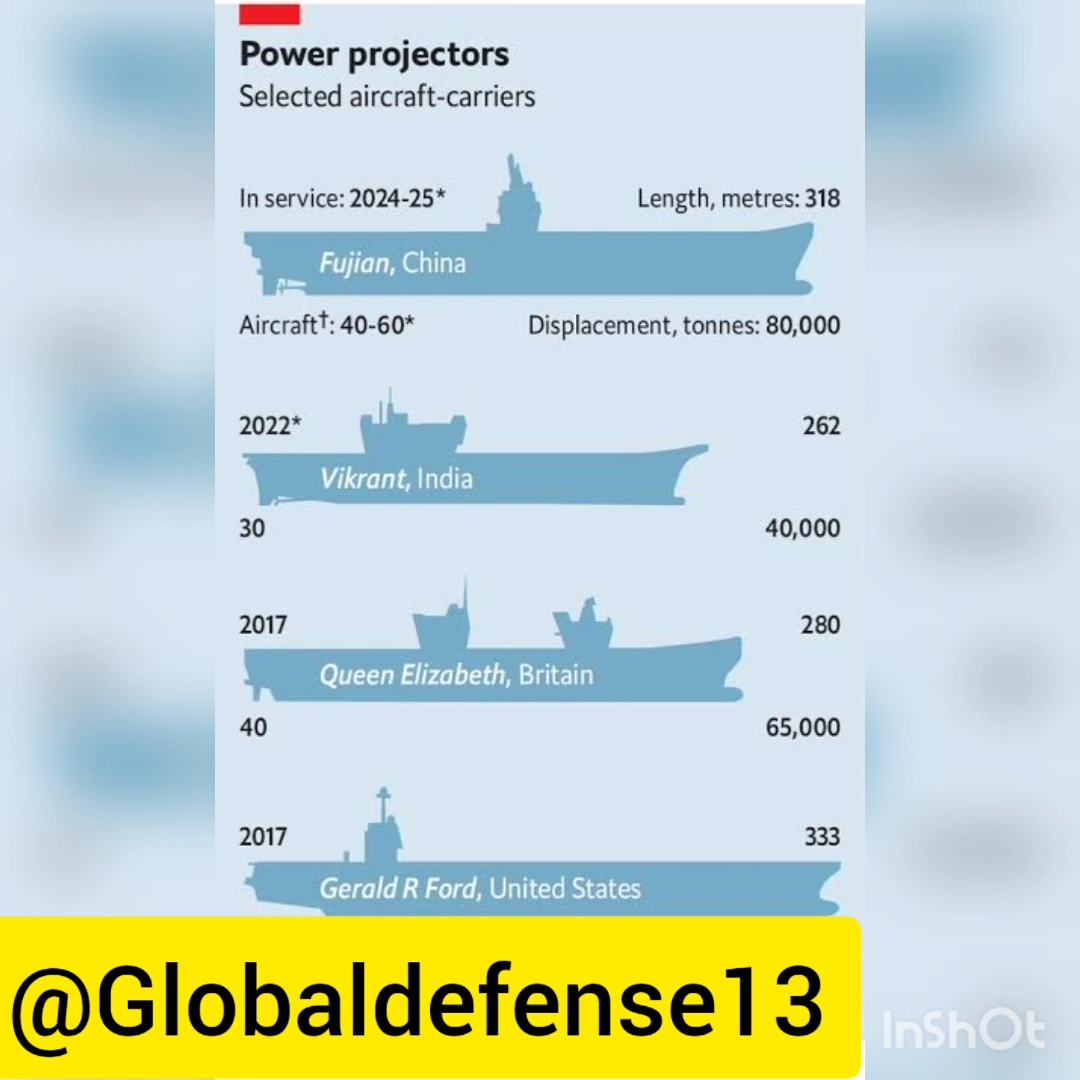 Power projectors
Selected aircraft-carriers
In service: 2024-25* Length, metres: 318
Fujian, China
Aircraft†: 40-60* Displacement, tonnes: 80,000
2022* 262
Vikrant, India
30 40,000
2017 280
Queen Elizabeth, Britain
40 65,000
2017 333
Gerald R Ford, United States
@Globaldefense13
InShOt